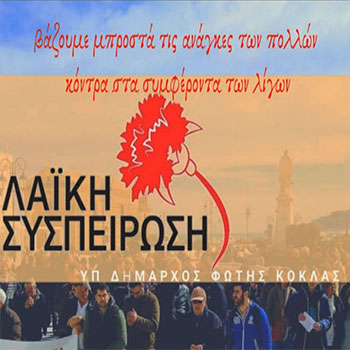 βάζουμε μπροστά τις ανάγκες των πολλών
κόντρα στα συμφέροντα των λίγων
ΛΑΪΚΗ
ΣΥΣΠΕΙΡΩΣΗ
ΥΠ ΔΗΜΑΡΧΟΣ ΦΩΤΗΣ ΚΟΚΛΑΣ